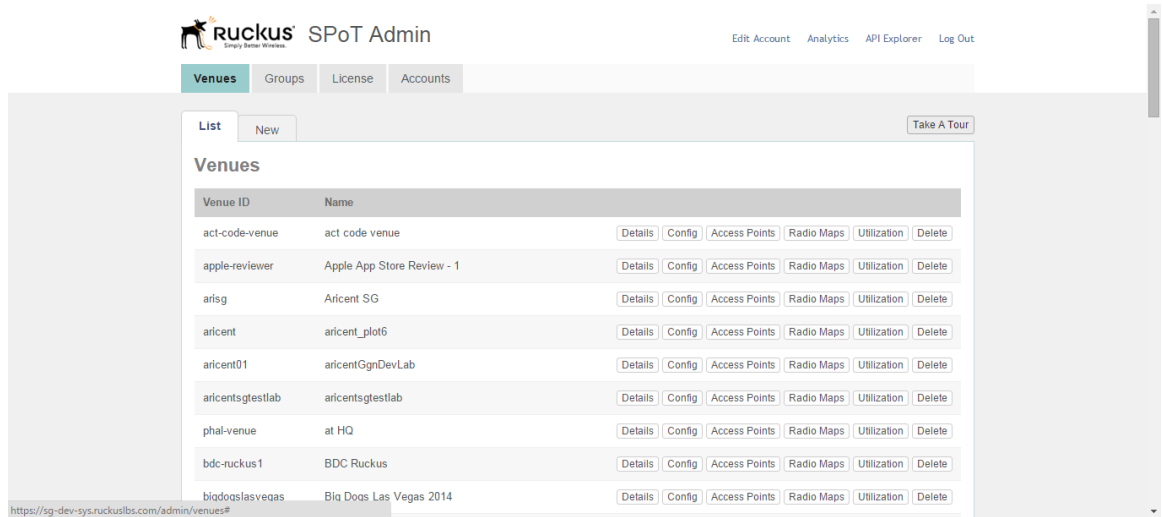 Ruckus SPoT Admin
Simply Better Wireless.
Edit Account Analytics API Explorer Log Out
Venues Groups License Accounts
List New Take A Tour
Venues
Venue ID Name
act-code-venue act code venue Details Config Access Points Radio Maps Utilization Delete
apple-reviewer Apple App Store Review - 1 Details Config Access Points Radio Maps Utilization Delete
arisg Aricent SG Details Config Access Points Radio Maps Utilization Delete
aricent aricent_plot6 Details Config Access Points Radio Maps Utilization Delete
aricent01 aricentGgnDevLab Details Config Access Points Radio Maps Utilization Delete
aricentsgtestlab aricentsgtestlab Details Config Access Points Radio Maps Utilization Delete
phal-venue at HQ Details Config Access Points Radio Maps Utilization Delete
bdc-ruckus1 BDC Ruckus Details Config Access Points Radio Maps Utilization Delete
bigdogslasvegas Big Dogs Las Vegas 2014 Details Config Access Points Radio Maps Utilization Delete
https://sg-dev-sys.ruckuslbs.com/admin/venues#